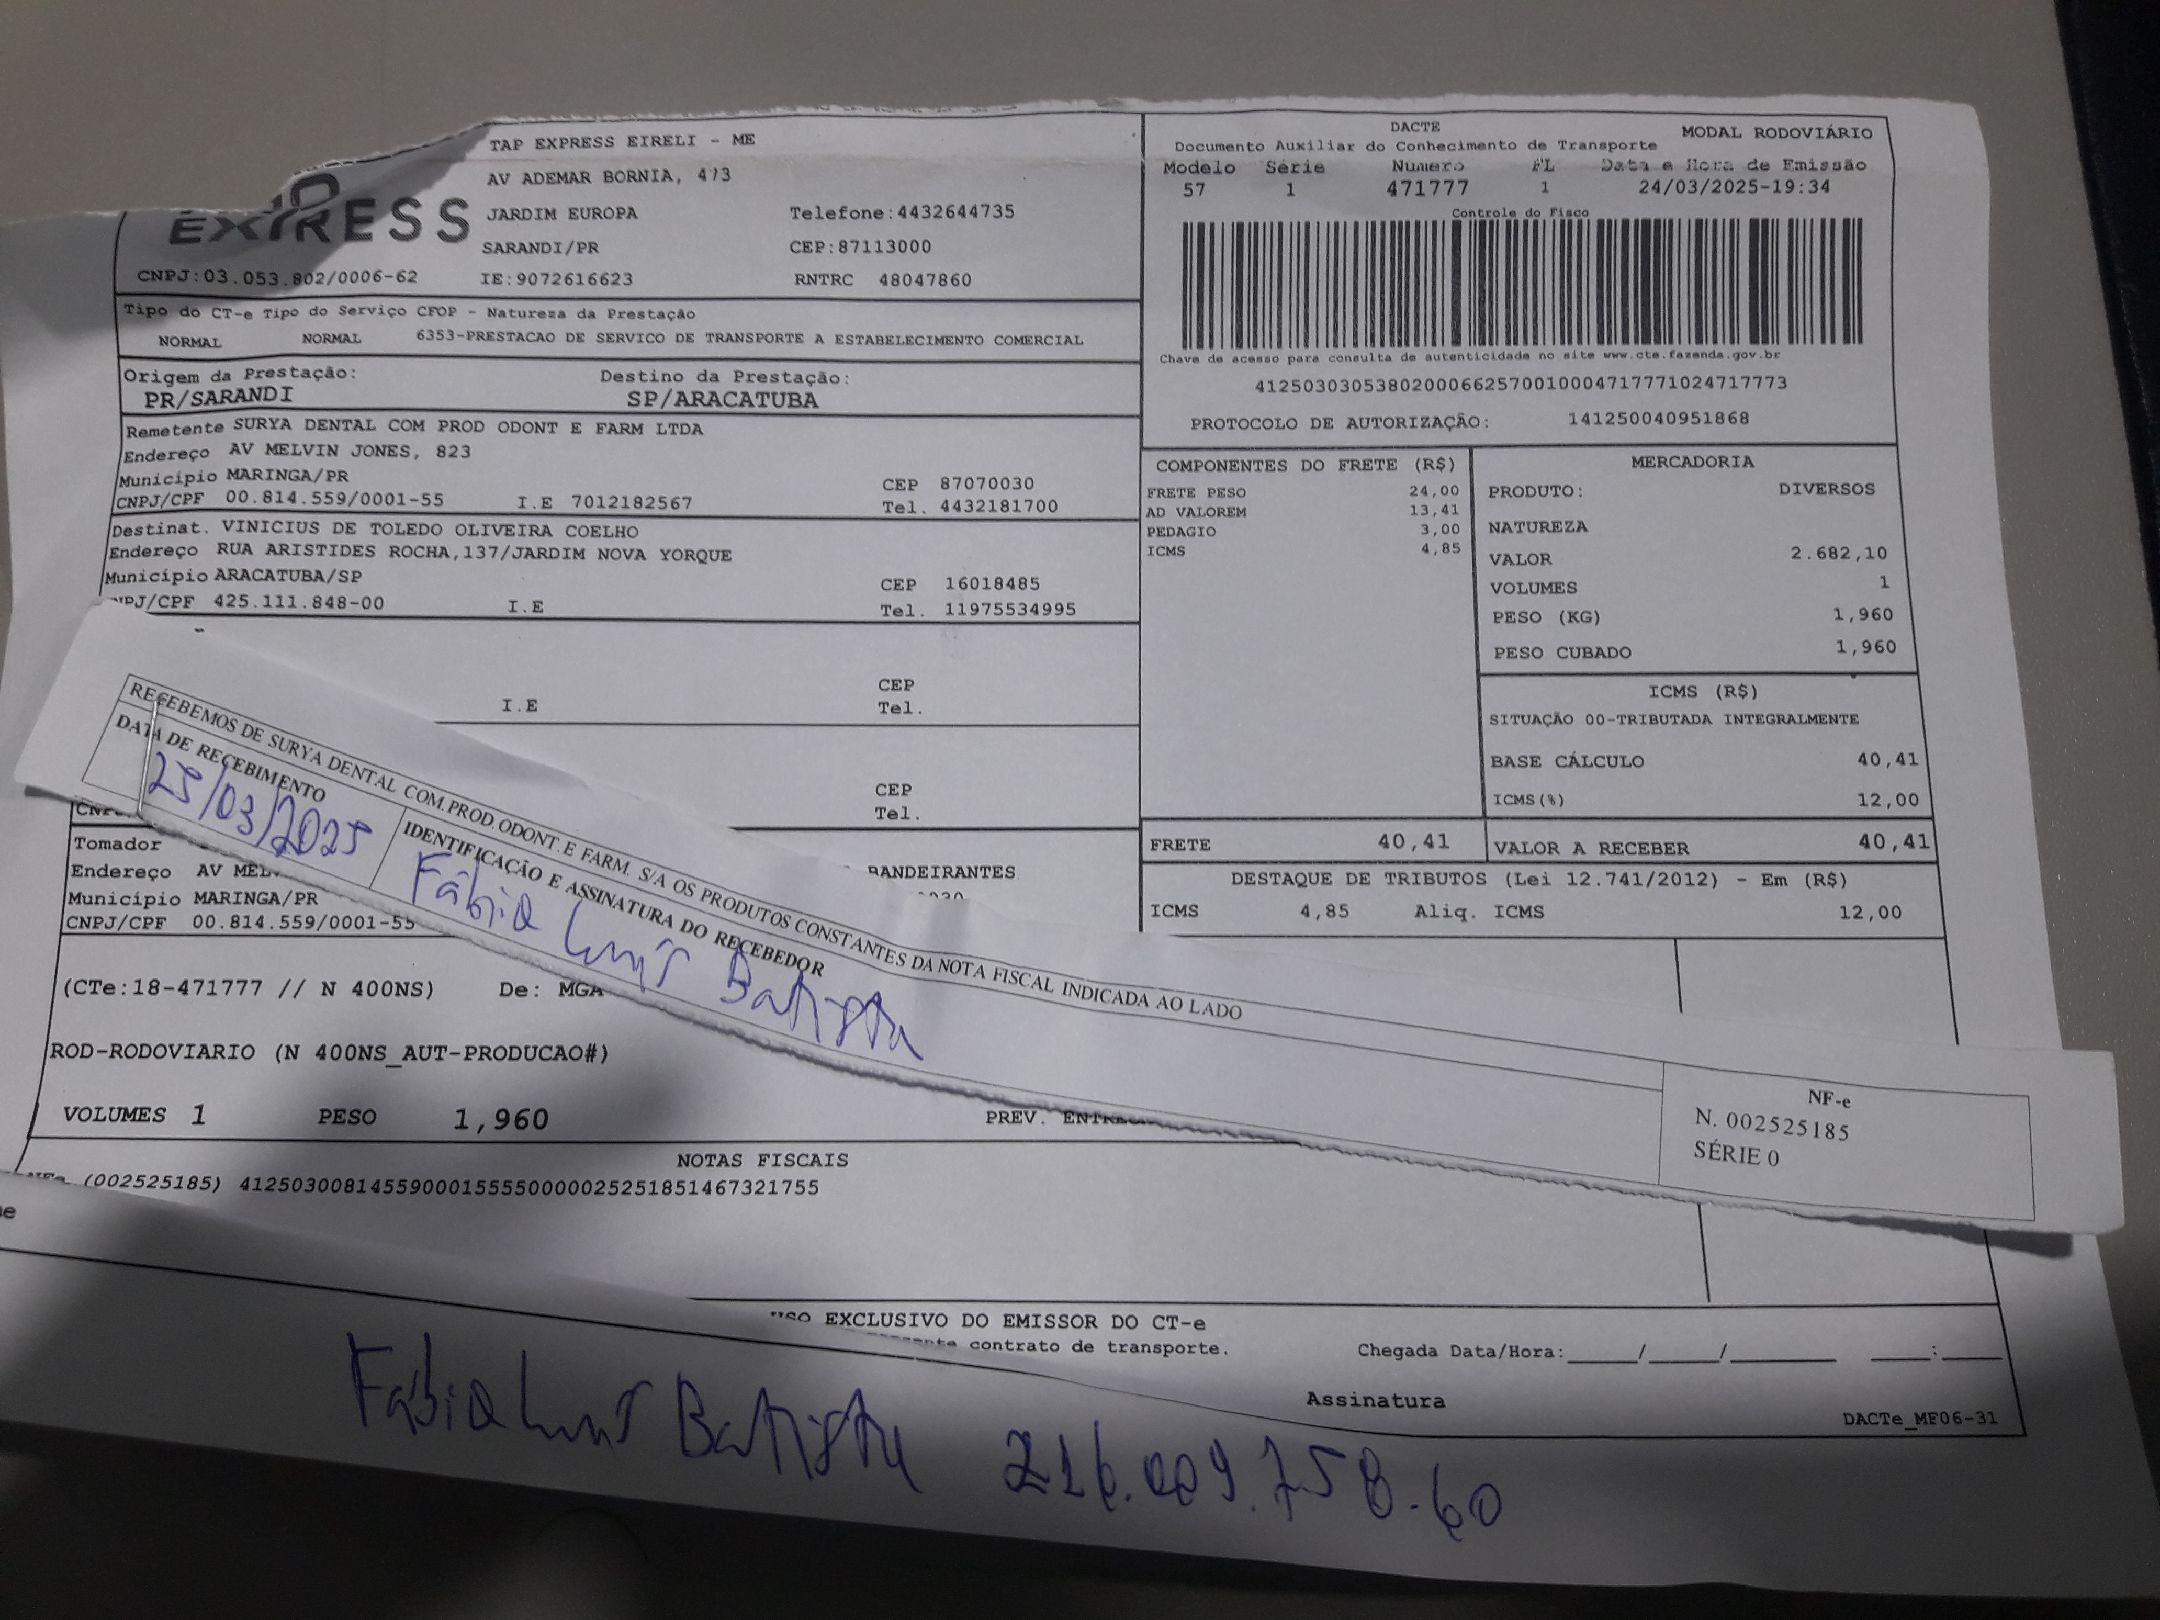 TAP EXPRESS EIRELI - ME
AV ADEMAR BORNIA, 473
EXPRESS
JARDIM EUROPA Telefone:4432644735
SARANDI/PR CEP:87113000
CNPJ:03.053.802/0006-62 IE:9072616623 RNTRC 48047860
DACTE MODAL RODOVIÁRIO
Documento Auxiliar do Conhecimento de Transporte
Modelo Série Numero FL Data e Hora de Emissão
57 1 471777 1 24/03/2025-19:34
Controle do Fisco
Chave de acesso para consulta de autenticidade no site www.cte.fazenda.gov.br
41250303053802000662570010004717771024717773
PROTOCOLO DE AUTORIZAÇÃO: 141250040951868
Tipo do CT-e Tipo do Serviço CFOP - Natureza da Prestação
NORMAL NORMAL 6353-PRESTACAO DE SERVICO DE TRANSPORTE A ESTABELECIMENTO COMERCIAL
Origem da Prestação: Destino da Prestação:
PR/SARANDI SP/ARACATUBA
Remetente SURYA DENTAL COM PROD ODONT E FARM LTDA
Endereço AV MELVIN JONES, 823
Município MARINGA/PR CEP 87070030
CNPJ/CPF 00.814.559/0001-55 I.E 7012182567 Tel. 4432181700
Destinat. VINICIUS DE TOLEDO OLIVEIRA COELHO
Endereço RUA ARISTIDES ROCHA,137/JARDIM NOVA YORQUE
Município ARACATUBA/SP CEP 16018485
CNPJ/CPF 425.111.848-00 I.E Tel. 11975534995
CEP
I.E Tel.
CEP
Tel.
COMPONENTES DO FRETE (R$)
FRETE PESO 24,00
AD VALOREM 13,41
PEDAGIO 3,00
ICMS 4,85
MERCADORIA
PRODUTO: DIVERSOS
NATUREZA
VALOR 2.682,10
VOLUMES 1
PESO (KG) 1,960
PESO CUBADO 1,960
ICMS (R$)
SITUAÇÃO 00-TRIBUTADA INTEGRALMENTE
BASE CÁLCULO 40,41
ICMS(%) 12,00
FRETE 40,41 VALOR A RECEBER 40,41
DESTAQUE DE TRIBUTOS (Lei 12.741/2012) - Em (R$)
ICMS 4,85 Aliq. ICMS 12,00
RECEBEMOS DE SURYA DENTAL COM.PROD.ODONT.E FARM. S/A OS PRODUTOS CONSTANTES DA NOTA FISCAL INDICADA AO LADO
DATA DE RECEBIMENTO
25/03/2025
IDENTIFICAÇÃO E ASSINATURA DO RECEBEDOR
Fábio Luis Batista
NF-e
N. 002525185
SÉRIE 0
Tomador BANDEIRANTES
Endereço AV
Município MARINGA/PR
CNPJ/CPF 00.814.559/0001-55
(CTe:18-471777 // N 400NS) De: MGA
ROD-RODOVIARIO (N 400NS_AUT-PRODUCAO#)
VOLUMES 1 PESO 1,960 PREV.
NOTAS FISCAIS
(002525185) 41250300814559000155550000025251851467321755
EXCLUSIVO DO EMISSOR DO CT-e
contrato de transporte. Chegada Data/Hora:_____/_____/________ ____:____
Assinatura
DACTe_MF06-31
Fábio Luis Batista 216.009.758-60